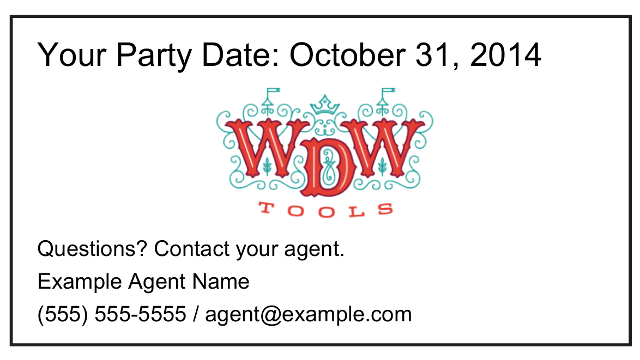 Your Party Date: October 31, 2014
WDW
TOOLS
Questions? Contact your agent.
Example Agent Name
(555) 555-5555 / agent@example.com